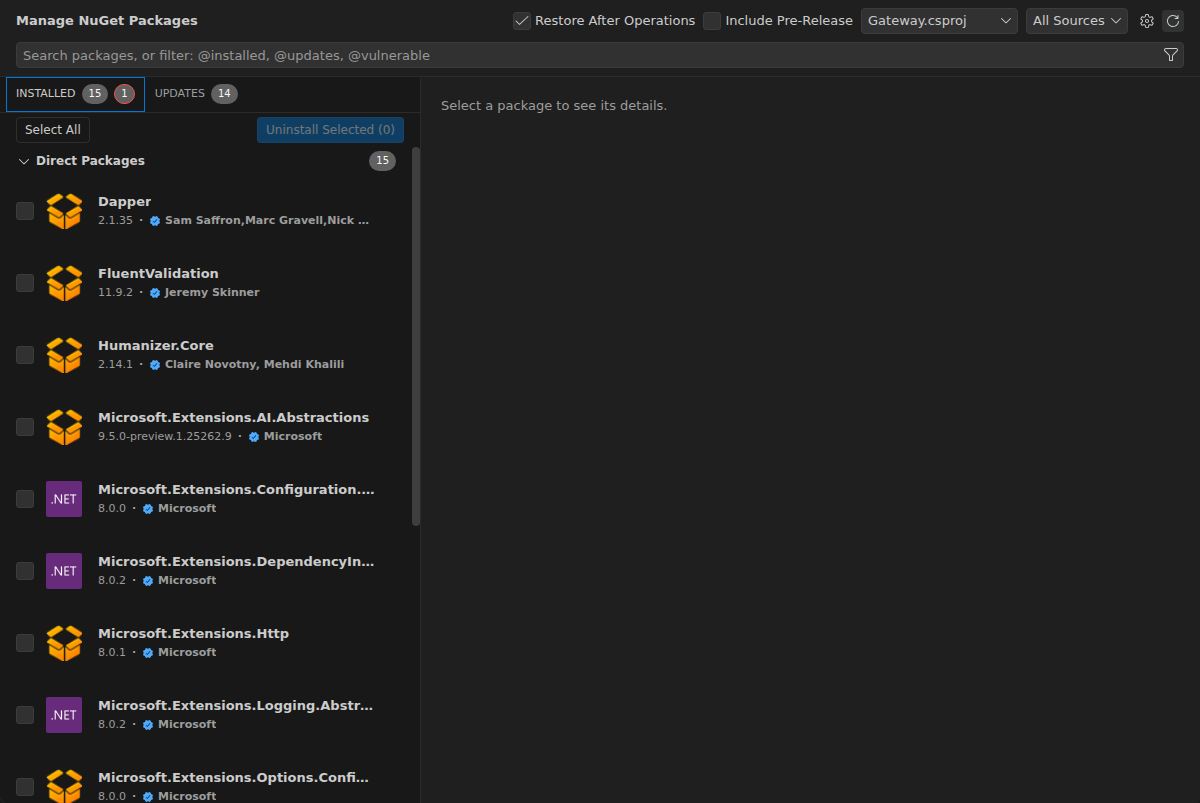 Manage NuGet Packages
Restore After Operations
Include Pre-Release
Gateway.csproj
All Sources
Search packages, or filter: @installed, @updates, @vulnerable
INSTALLED 15 1 UPDATES 14
Select a package to see its details.
Select All
Uninstall Selected (0)
Direct Packages 15
Dapper
2.1.35 · Sam Saffron,Marc Gravell,Nick ...
FluentValidation
11.9.2 · Jeremy Skinner
Humanizer.Core
2.14.1 · Claire Novotny, Mehdi Khalili
Microsoft.Extensions.AI.Abstractions
9.5.0-preview.1.25262.9 · Microsoft
.NET
Microsoft.Extensions.Configuration....
8.0.0 · Microsoft
.NET
Microsoft.Extensions.DependencyIn...
8.0.2 · Microsoft
Microsoft.Extensions.Http
8.0.1 · Microsoft
.NET
Microsoft.Extensions.Logging.Abstr...
8.0.2 · Microsoft
Microsoft.Extensions.Options.Confi...
8.0.0 · Microsoft